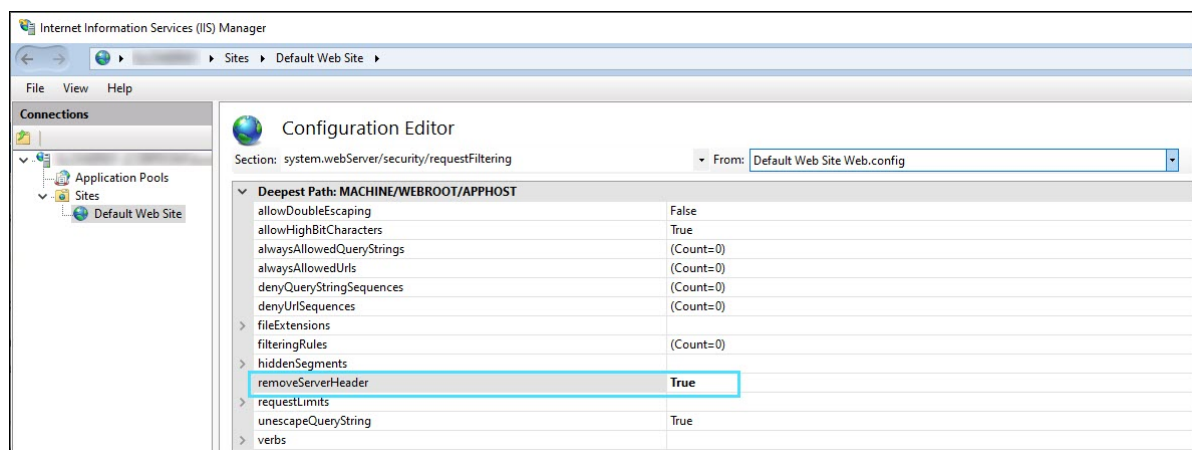 Internet Information Services (IIS) Manager
Sites Default Web Site
File View Help
Connections
Application Pools
Sites
Default Web Site
Configuration Editor
Section: system.webServer/security/requestFiltering From: Default Web Site Web.config
Deepest Path: MACHINE/WEBROOT/APPHOST
allowDoubleEscaping False
allowHighBitCharacters True
alwaysAllowedQueryStrings (Count=0)
alwaysAllowedUrls (Count=0)
denyQueryStringSequences (Count=0)
denyUrlSequences (Count=0)
fileExtensions
filteringRules (Count=0)
hiddenSegments
removeServerHeader True
requestLimits
unescapeQueryString True
verbs